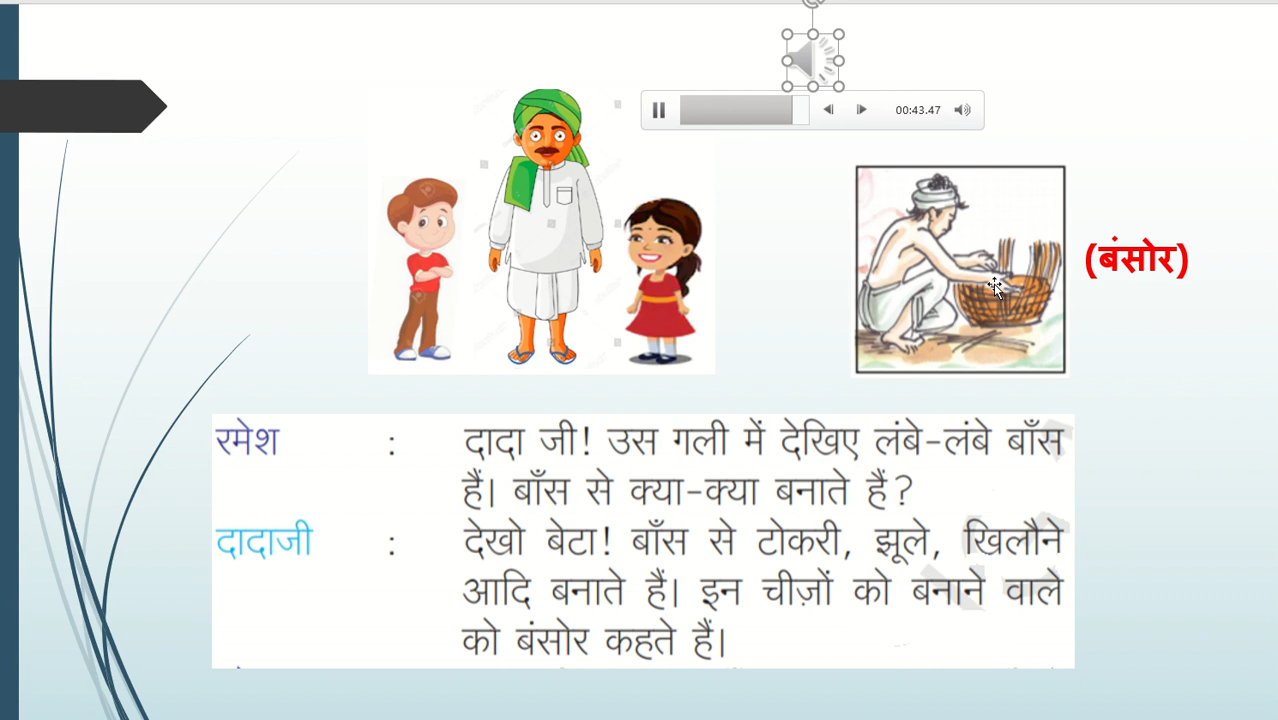 00:43.47
(बंसोर)
रमेश : दादा जी! उस गली में देखिए लंबे-लंबे बाँस
हैं। बाँस से क्या-क्या बनाते हैं?
दादाजी : देखो बेटा! बाँस से टोकरी, झूले, खिलौने
आदि बनाते हैं। इन चीज़ों को बनाने वाले
को बंसोर कहते हैं।